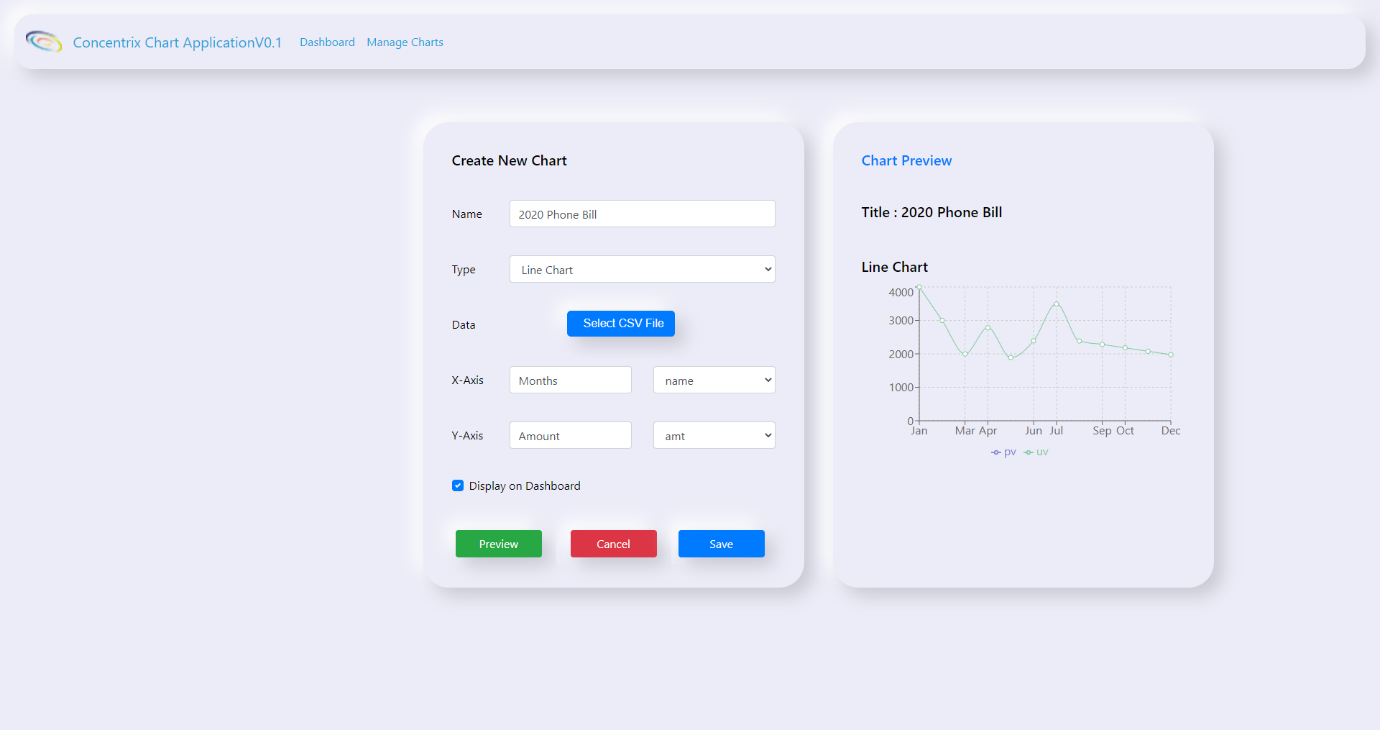 Concentrix Chart ApplicationV0.1 Dashboard Manage Charts
Create New Chart
Name 2020 Phone Bill
Type Line Chart
Data Select CSV File
X-Axis Months name
Y-Axis Amount amt
Display on Dashboard
Preview Cancel Save
Chart Preview
Title : 2020 Phone Bill
Line Chart
4000
3000
2000
1000
0
Jan Mar Apr Jun Jul Sep Oct Dec
pv uv